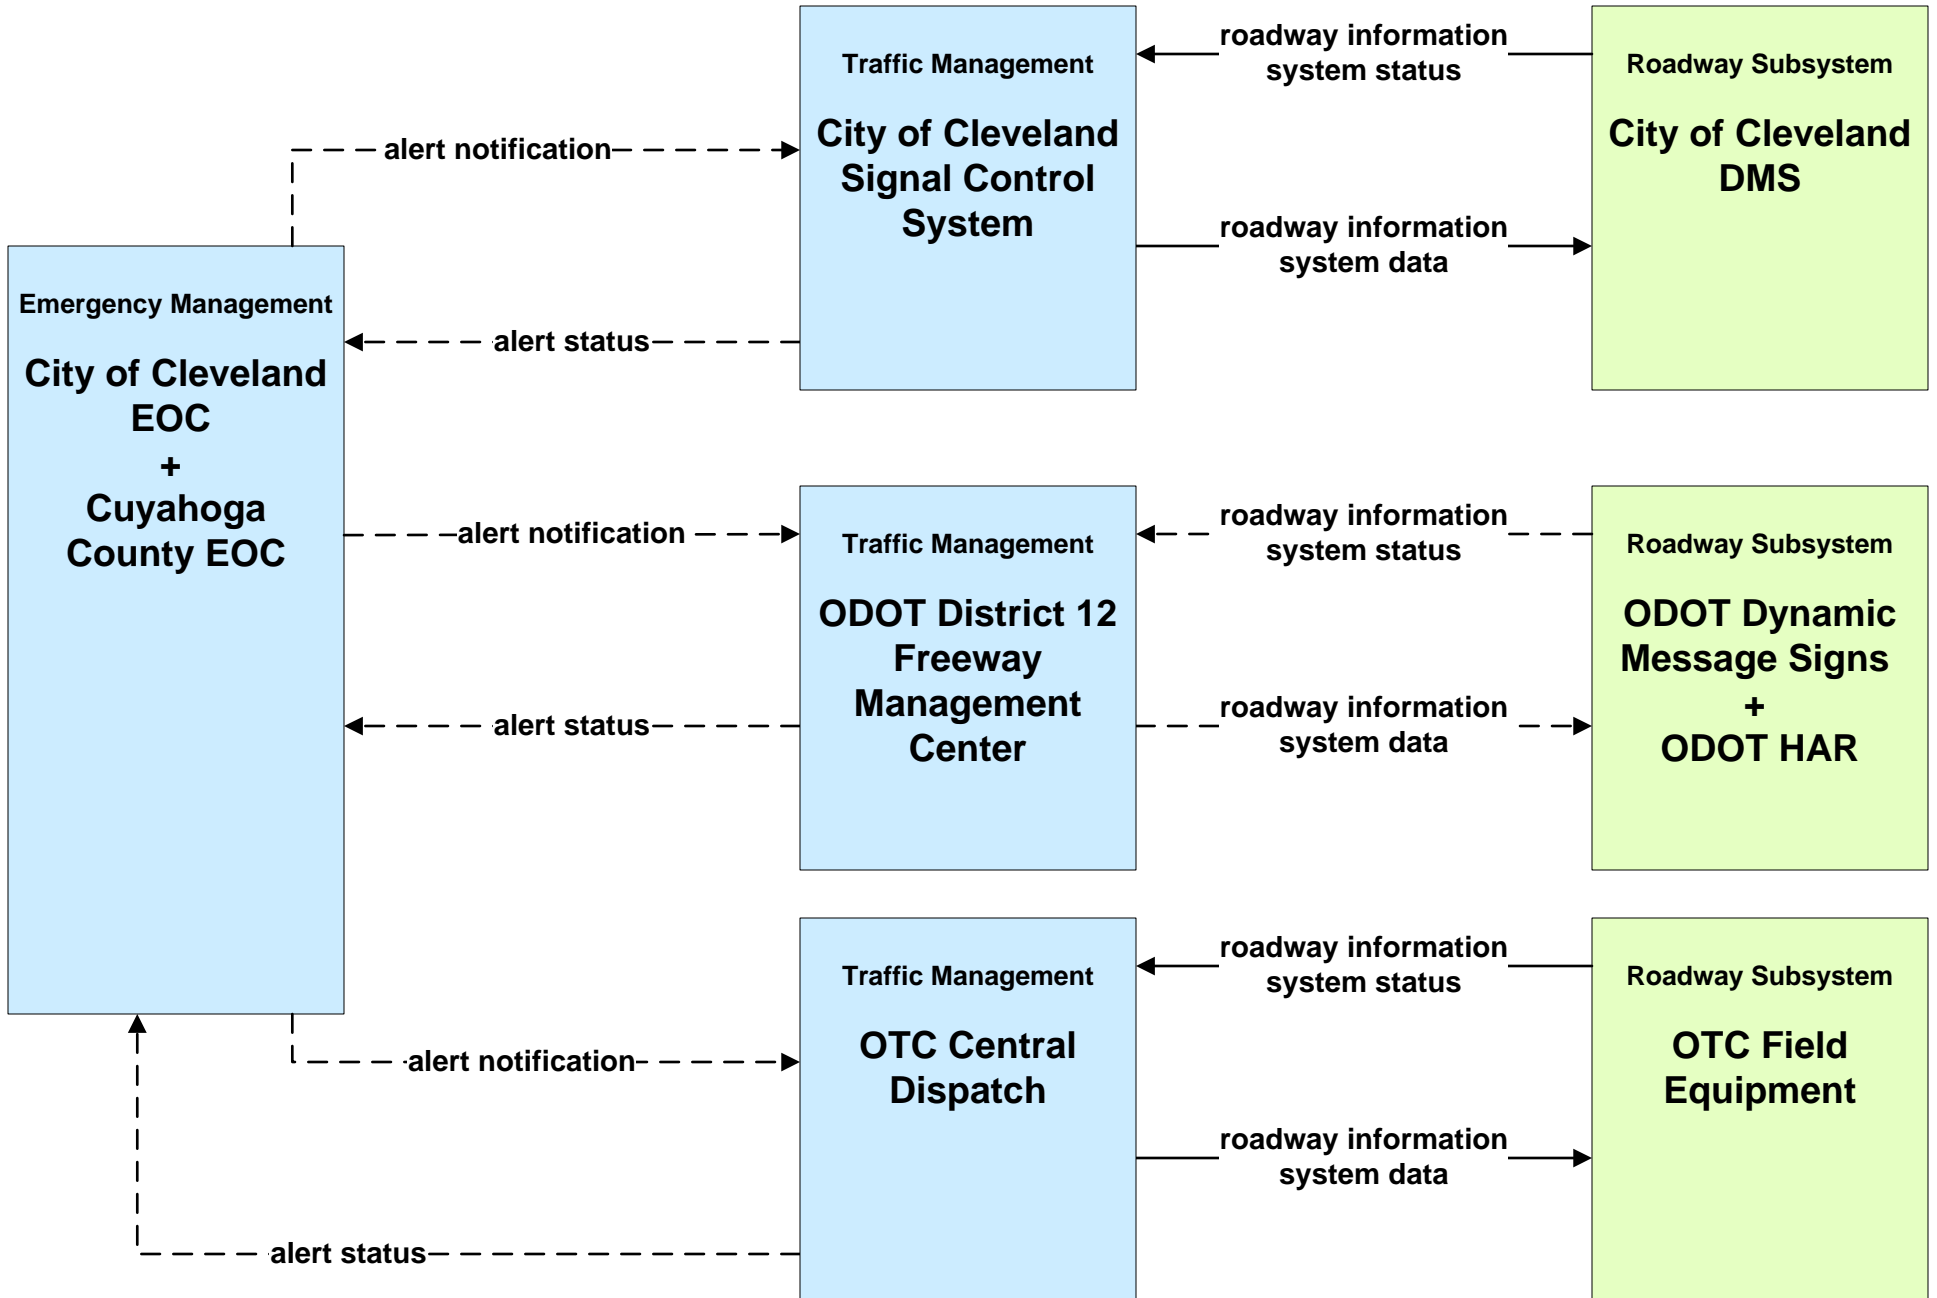 Emergency Management
City of Cleveland
EOC
+
Cuyahoga
County EOC
alert notification
alert status
Traffic Management
City of Cleveland
Signal Control
System
roadway information
system status
roadway information
system data
Roadway Subsystem
City of Cleveland
DMS
alert notification
alert status
Traffic Management
ODOT District 12
Freeway
Management
Center
roadway information
system status
roadway information
system data
Roadway Subsystem
ODOT Dynamic
Message Signs
+
ODOT HAR
alert notification
alert status
Traffic Management
OTC Central
Dispatch
roadway information
system status
roadway information
system data
Roadway Subsystem
OTC Field
Equipment